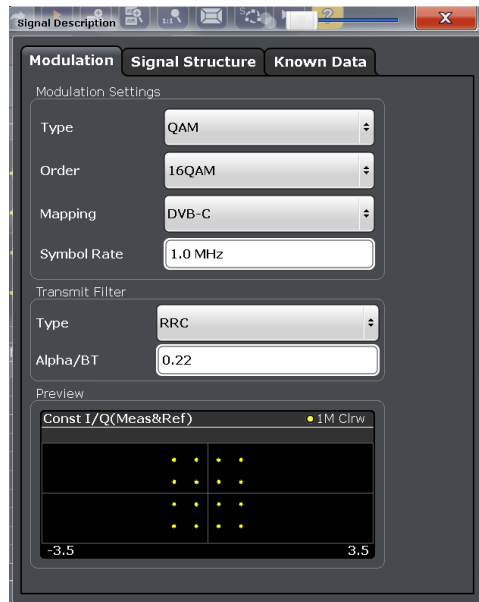 Signal Description
1:1
?
X
Modulation Signal Structure Known Data
Modulation Settings
Type QAM
Order 16QAM
Mapping DVB-C
Symbol Rate 1.0 MHz
Transmit Filter
Type RRC
Alpha/BT 0.22
Preview
Const I/Q(Meas&Ref) 1M Clrw
-3.5 3.5